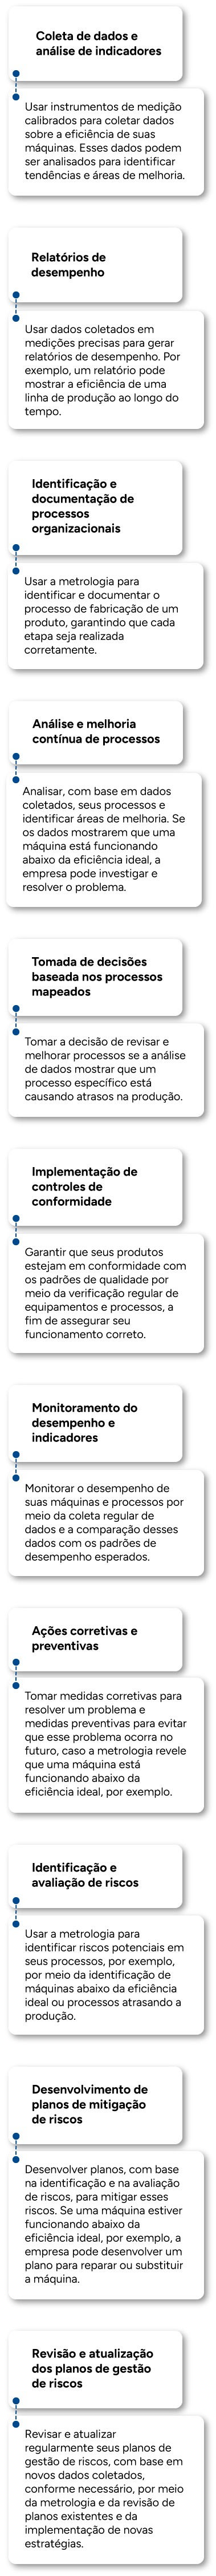 Coleta de dados e
análise de indicadores
Usar instrumentos de medição
calibrados para coletar dados
sobre a eficiência de suas
máquinas. Esses dados podem
ser analisados para identificar
tendências e áreas de melhoria.
Relatórios de
desempenho
Usar dados coletados em
medições precisas para gerar
relatórios de desempenho. Por
exemplo, um relatório pode
mostrar a eficiência de uma
linha de produção ao longo do
tempo.
Identificação e
documentação de
processos
organizacionais
Usar a metrologia para
identificar e documentar o
processo de fabricação de um
produto, garantindo que cada
etapa seja realizada
corretamente.
Análise e melhoria
contínua de processos
Analisar, com base em dados
coletados, seus processos e
identificar áreas de melhoria. Se
os dados mostrarem que uma
máquina está funcionando
abaixo da eficiência ideal, a
empresa pode investigar e
resolver o problema.
Tomada de decisões
baseada nos processos
mapeados
Tomar a decisão de revisar e
melhorar processos se a análise
de dados mostrar que um
processo específico está
causando atrasos na produção.
Implementação de
controles de
conformidade
Garantir que seus produtos
estejam em conformidade com
os padrões de qualidade por
meio da verificação regular de
equipamentos e processos, a
fim de assegurar seu
funcionamento correto.
Monitoramento do
desempenho e
indicadores
Monitorar o desempenho de
suas máquinas e processos por
meio da coleta regular de
dados e a comparação desses
dados com os padrões de
desempenho esperados.
Ações corretivas e
preventivas
Tomar medidas corretivas para
resolver um problema e
medidas preventivas para evitar
que esse problema ocorra no
futuro, caso a metrologia revele
que uma máquina está
funcionando abaixo da
eficiência ideal, por exemplo.
Identificação e
avaliação de riscos
Usar a metrologia para
identificar riscos potenciais em
seus processos, por exemplo,
por meio da identificação de
máquinas abaixo da eficiência
ideal ou processos atrasando a
produção.
Desenvolvimento de
planos de mitigação
de riscos
Desenvolver planos, com base
na identificação e na avaliação
de riscos, para mitigar esses
riscos. Se uma máquina estiver
funcionando abaixo da
eficiência ideal, por exemplo, a
empresa pode desenvolver um
plano para reparar ou substituir
a máquina.
Revisão e atualização
dos planos de gestão
de riscos
Revisar e atualizar
regularmente seus planos de
gestão de riscos, com base em
novos dados coletados,
conforme necessário, por meio
da metrologia e da revisão de
planos existentes e da
implementação de novas
estratégias.